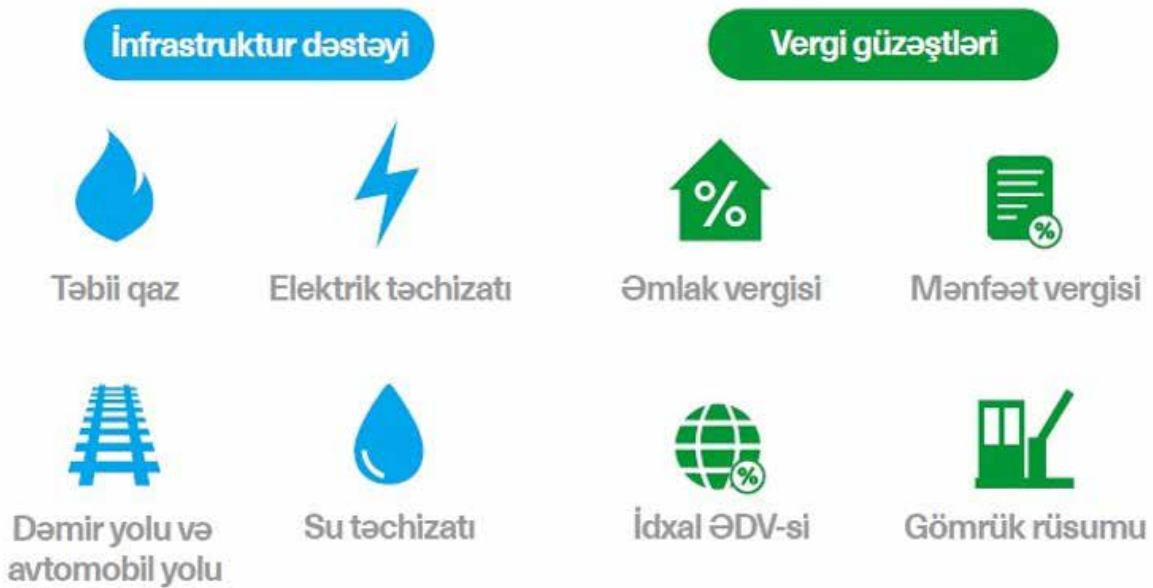 İnfrastruktur dəstəyi
Təbii qaz
Elektrik təchizatı
Dəmir yolu və
avtomobil yolu
Su təchizatı
Vergi güzəştləri
%
Əmlak vergisi
%
Mənfəət vergisi
%
İdxal ƏDV-si
Gömrük rüsumu